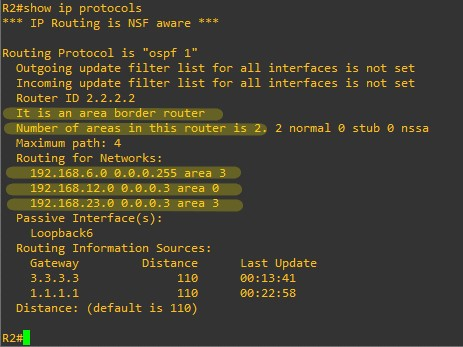 R2#show ip protocols
*** IP Routing is NSF aware ***
Routing Protocol is "ospf 1"
Outgoing update filter list for all interfaces is not set
Incoming update filter list for all interfaces is not set
Router ID 2.2.2.2
It is an area border router
Number of areas in this router is 2. 2 normal 0 stub 0 nssa
Maximum path: 4
Routing for Networks:
192.168.6.0 0.0.0.255 area 3
192.168.12.0 0.0.0.3 area 0
192.168.23.0 0.0.0.3 area 3
Passive Interface(s):
Loopback6
Routing Information Sources:
Gateway Distance Last Update
3.3.3.3 110 00:13:41
1.1.1.1 110 00:22:58
Distance: (default is 110)
R2#